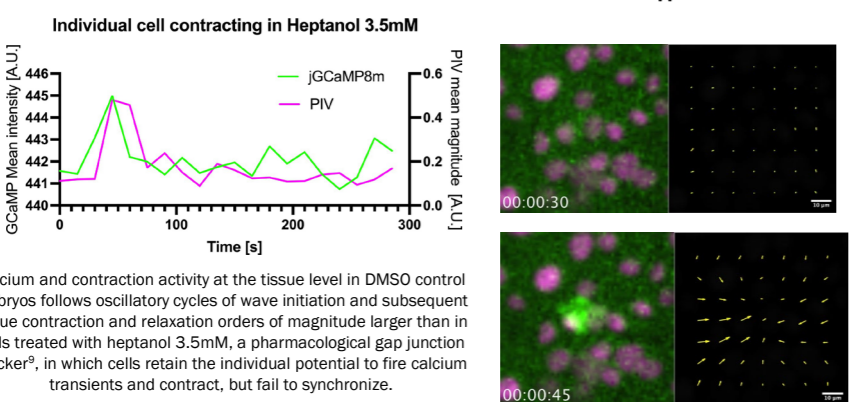 Individual cell contracting in Heptanol 3.5mM
GCaMP Mean intensity [A.U.]
446
445
444
443
442
441
440
jGCaMP8m
PIV
0.6
0.4
0.2
0.0
PIV mean magnitude [A.U.]
0
100
200
300
Time [s]
cium and contraction activity at the tissue level in DMSO control
bryos follows oscillatory cycles of wave initiation and subsequent
ue contraction and relaxation orders of magnitude larger than in
ls treated with heptanol 3.5mM, a pharmacological gap junction
cker⁹, in which cells retain the individual potential to fire calcium
transients and contract, but fail to synchronize.
00:00:30
10 µm
00:00:45
10 µm